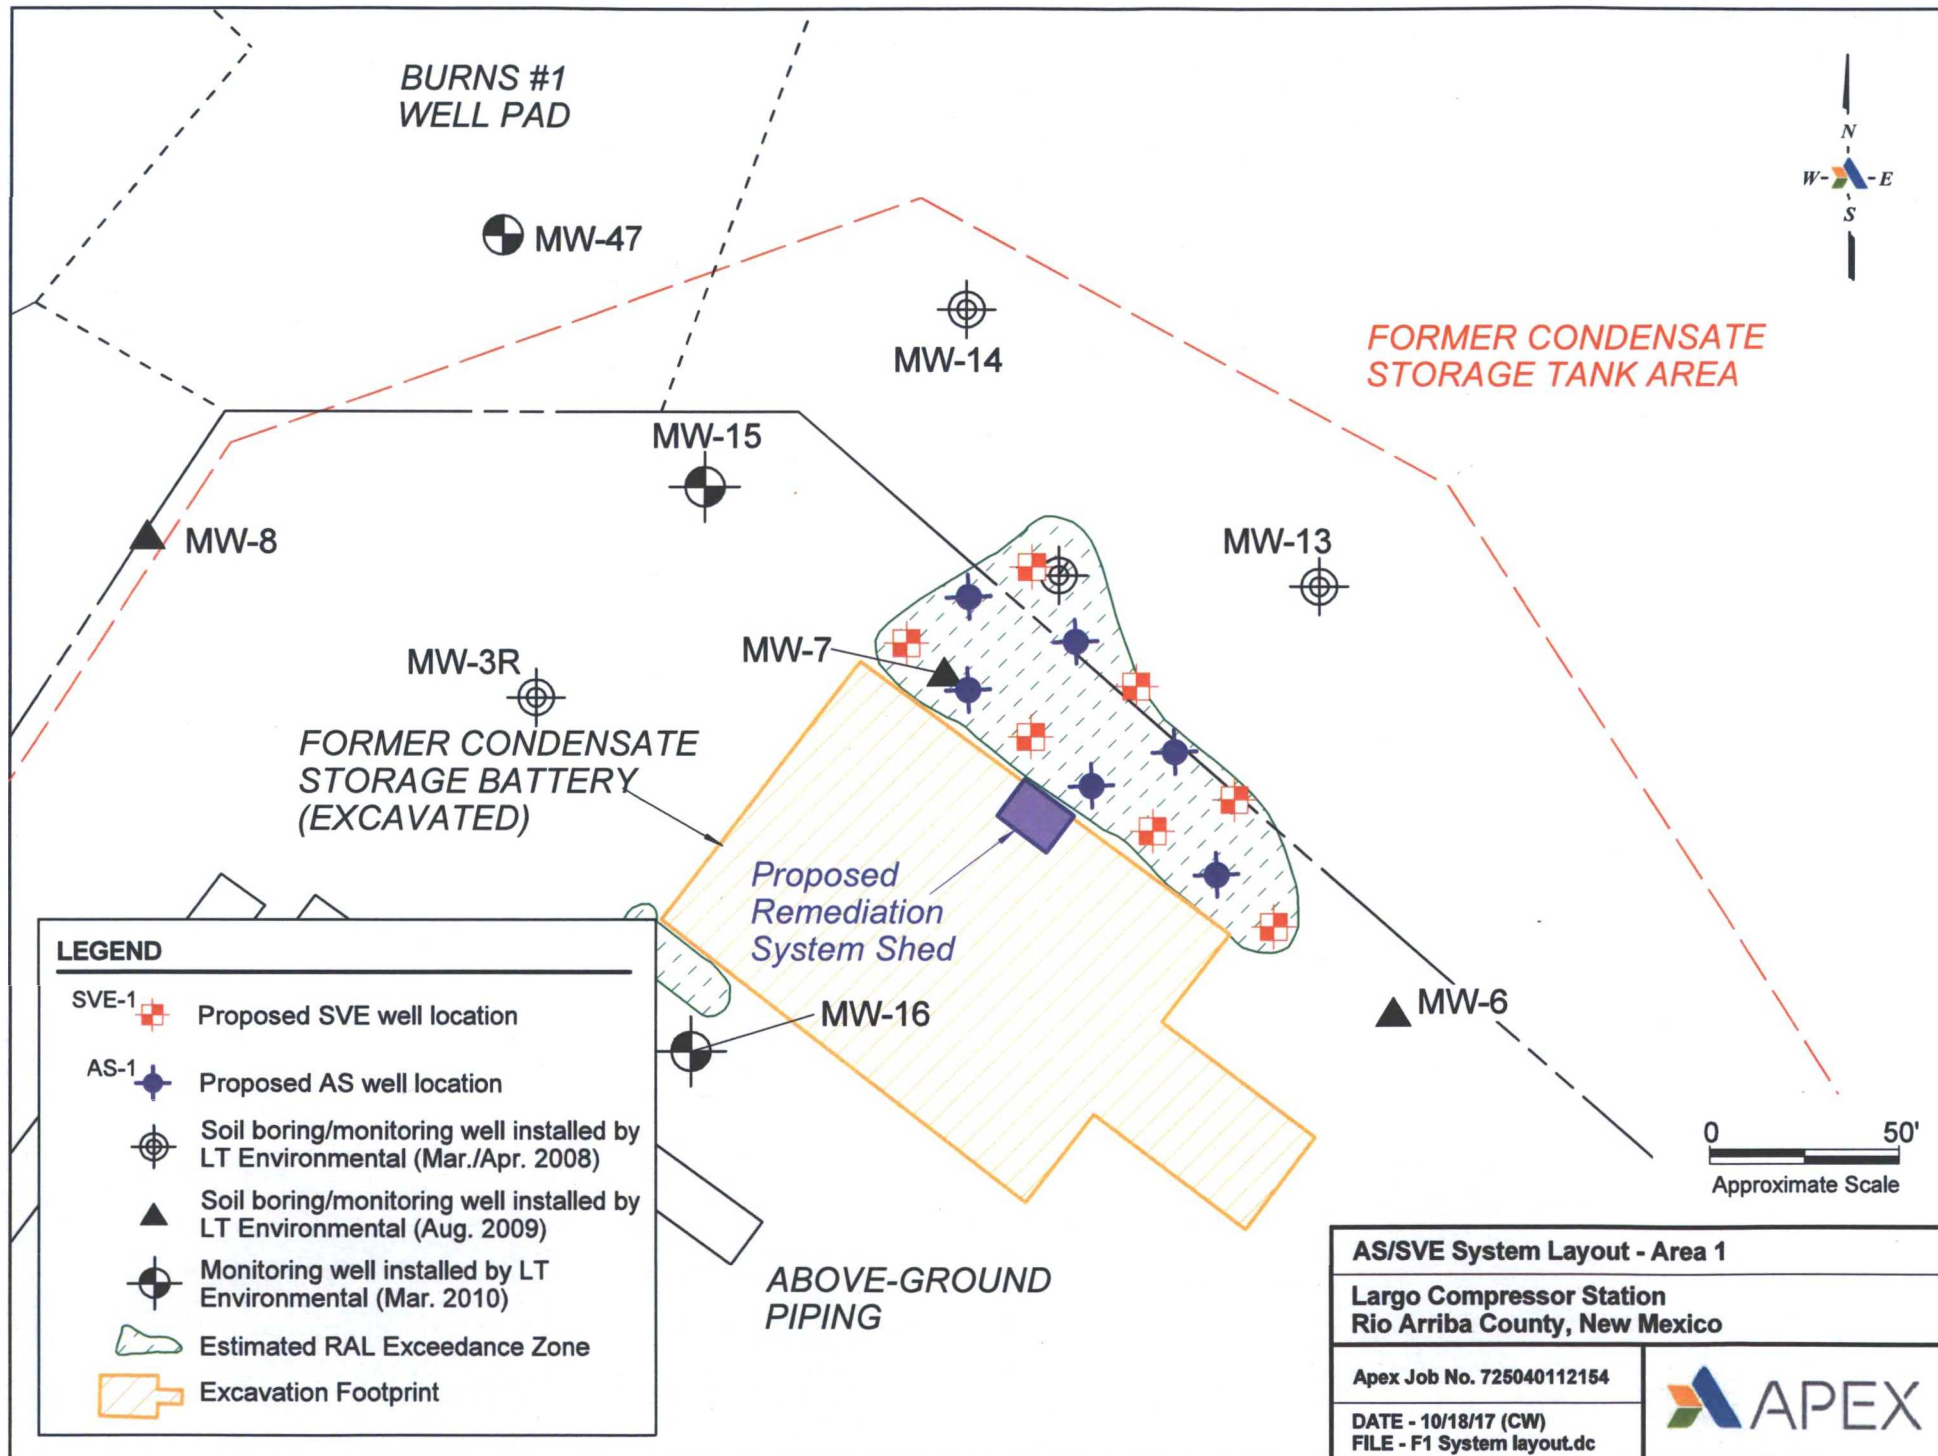 BURNS #1
WELL PAD
N
W
E
S
MW-47
MW-14
FORMER CONDENSATE
STORAGE TANK AREA
MW-15
MW-8
MW-13
MW-7
MW-3R
FORMER CONDENSATE
STORAGE BATTERY
(EXCAVATED)
Proposed
Remediation
System Shed
MW-16
MW-6
LEGEND
SVE-1
Proposed SVE well location
AS-1
Proposed AS well location
Soil boring/monitoring well installed by
LT Environmental (Mar./Apr. 2008)
Soil boring/monitoring well installed by
LT Environmental (Aug. 2009)
Monitoring well installed by LT
Environmental (Mar. 2010)
Estimated RAL Exceedance Zone
Excavation Footprint
ABOVE-GROUND
PIPING
0 50'
Approximate Scale
AS/SVE System Layout - Area 1
Largo Compressor Station
Rio Arriba County, New Mexico
Apex Job No. 725040112154
DATE - 10/18/17 (CW)
FILE - F1 System layout.dc
APEX